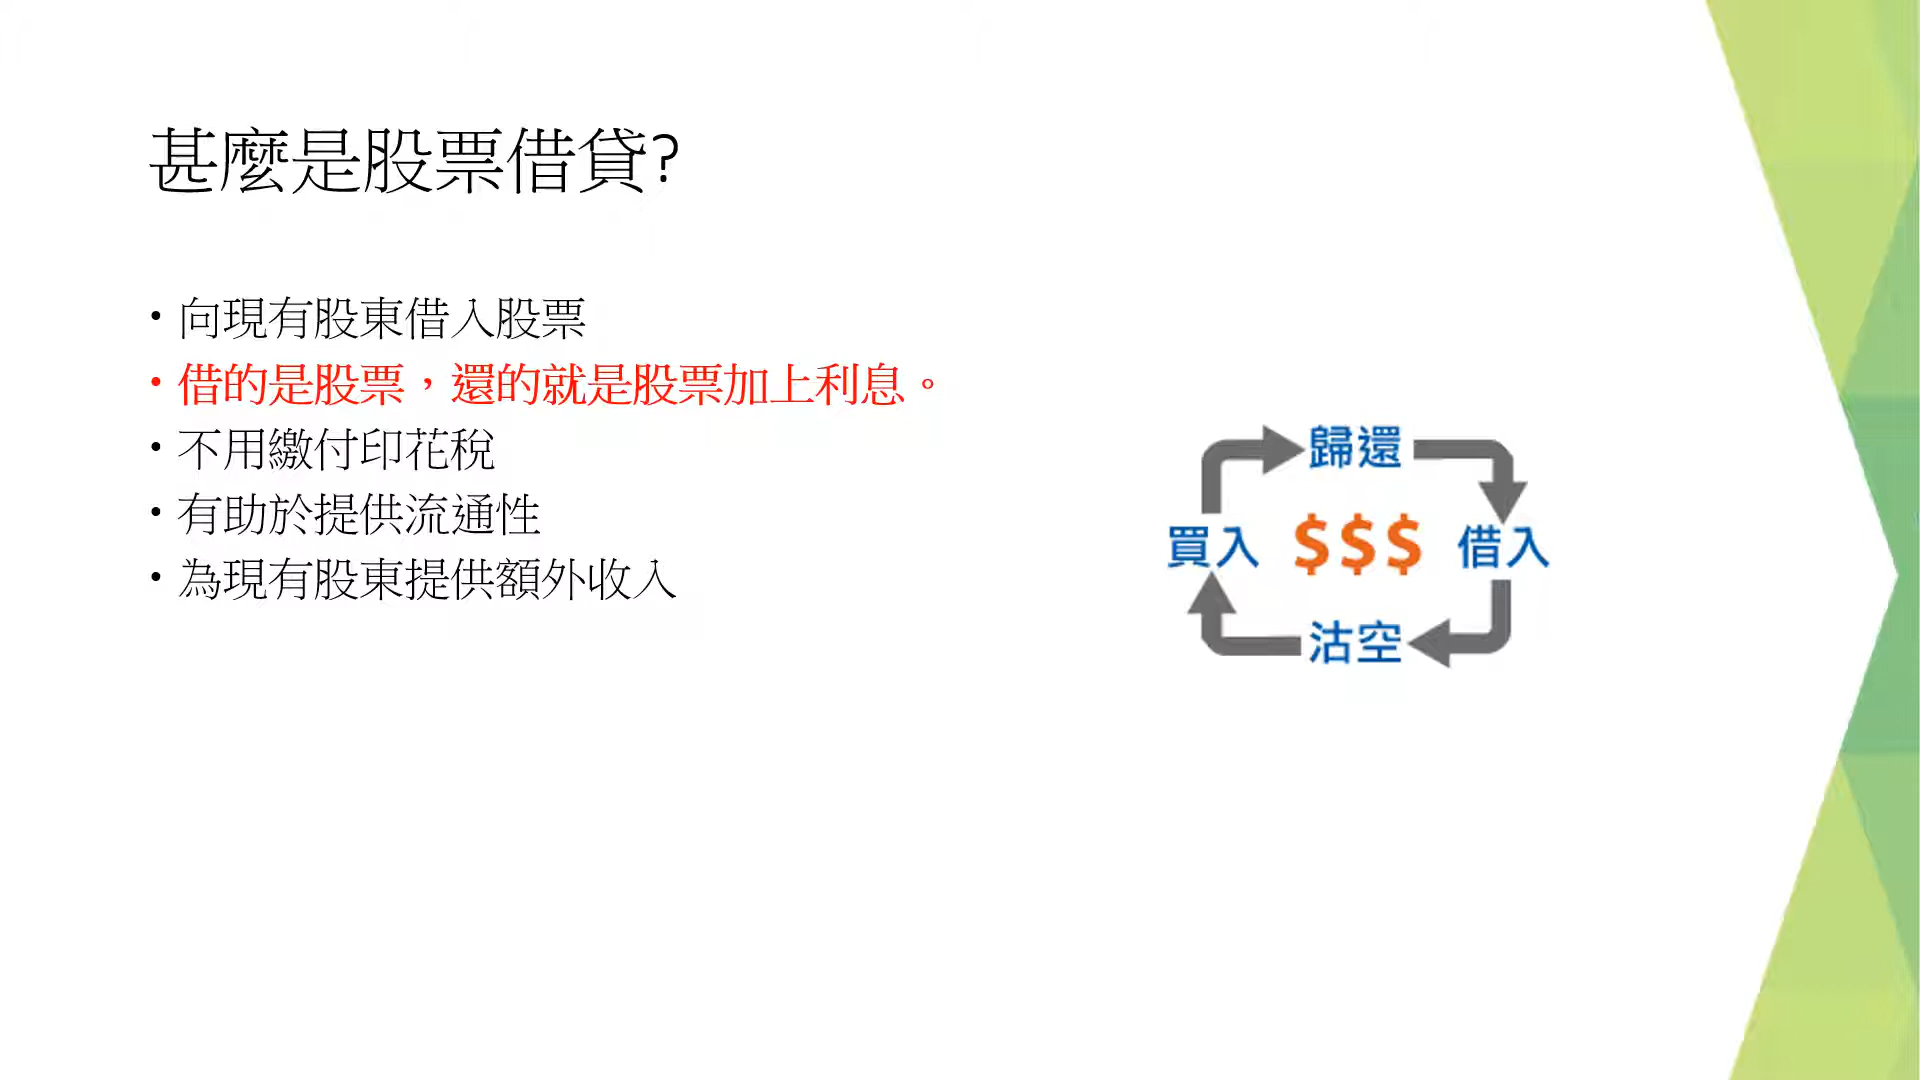 甚麼是股票借貸?
• 向現有股東借入股票
• 借的是股票，還的就是股票加上利息。
• 不用繳付印花稅
• 有助於提供流通性
• 為現有股東提供額外收入
歸還
買入 $$$ 借入
沽空